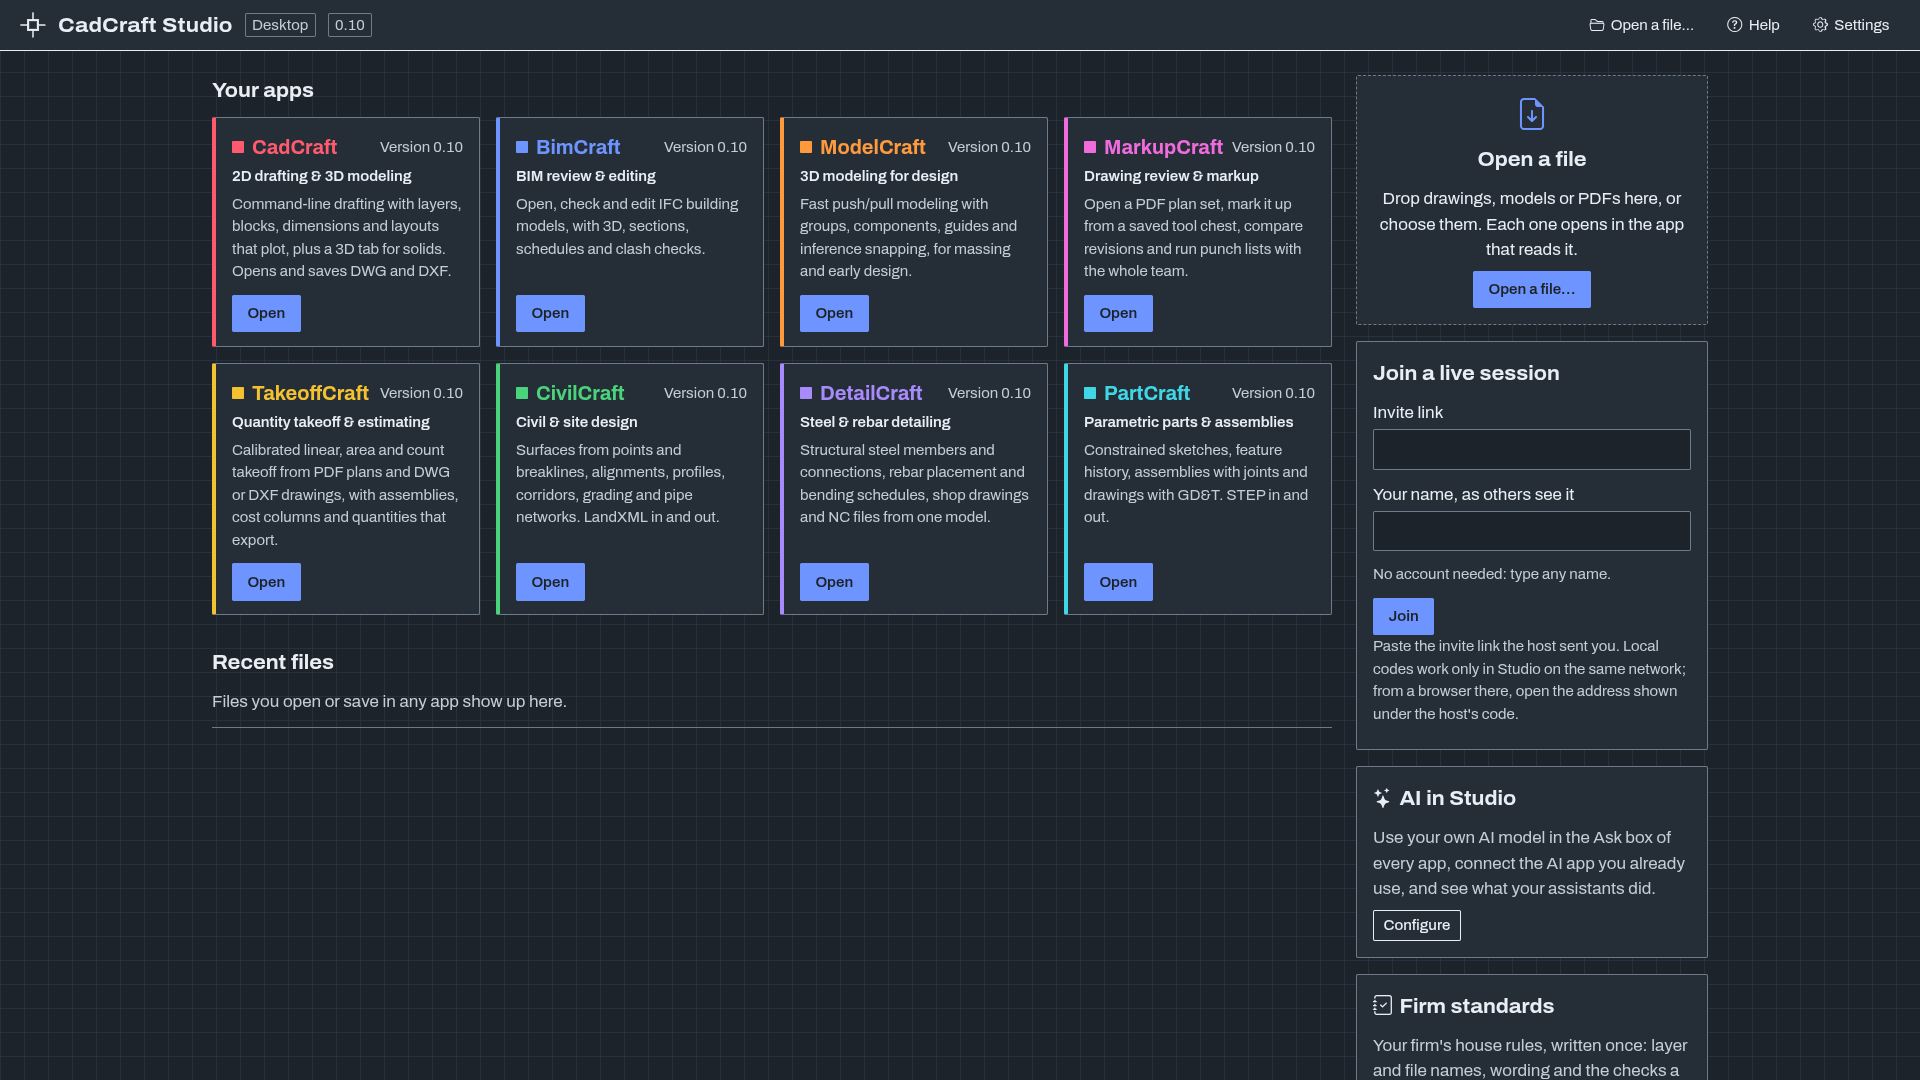 CadCraft Studio Desktop 0.10
Open a file...
Help
Settings
Your apps
CadCraft Version 0.10
2D drafting & 3D modeling
Command-line drafting with layers,
blocks, dimensions and layouts
that plot, plus a 3D tab for solids.
Opens and saves DWG and DXF.
Open
BimCraft Version 0.10
BIM review & editing
Open, check and edit IFC building
models, with 3D, sections,
schedules and clash checks.
Open
ModelCraft Version 0.10
3D modeling for design
Fast push/pull modeling with
groups, components, guides and
inference snapping, for massing
and early design.
Open
MarkupCraft Version 0.10
Drawing review & markup
Open a PDF plan set, mark it up
from a saved tool chest, compare
revisions and run punch lists with
the whole team.
Open
TakeoffCraft Version 0.10
Quantity takeoff & estimating
Calibrated linear, area and count
takeoff from PDF plans and DWG
or DXF drawings, with assemblies,
cost columns and quantities that
export.
Open
CivilCraft Version 0.10
Civil & site design
Surfaces from points and
breaklines, alignments, profiles,
corridors, grading and pipe
networks. LandXML in and out.
Open
DetailCraft Version 0.10
Steel & rebar detailing
Structural steel members and
connections, rebar placement and
bending schedules, shop drawings
and NC files from one model.
Open
PartCraft Version 0.10
Parametric parts & assemblies
Constrained sketches, feature
history, assemblies with joints and
drawings with GD&T. STEP in and
out.
Open
Recent files
Files you open or save in any app show up here.
Open a file
Drop drawings, models or PDFs here, or
choose them. Each one opens in the app
that reads it.
Open a file...
Join a live session
Invite link
Your name, as others see it
No account needed: type any name.
Join
Paste the invite link the host sent you. Local
codes work only in Studio on the same network;
from a browser there, open the address shown
under the host's code.
AI in Studio
Use your own AI model in the Ask box of
every app, connect the AI app you already
use, and see what your assistants did.
Configure
Firm standards
Your firm's house rules, written once: layer
and file names, wording and the checks a